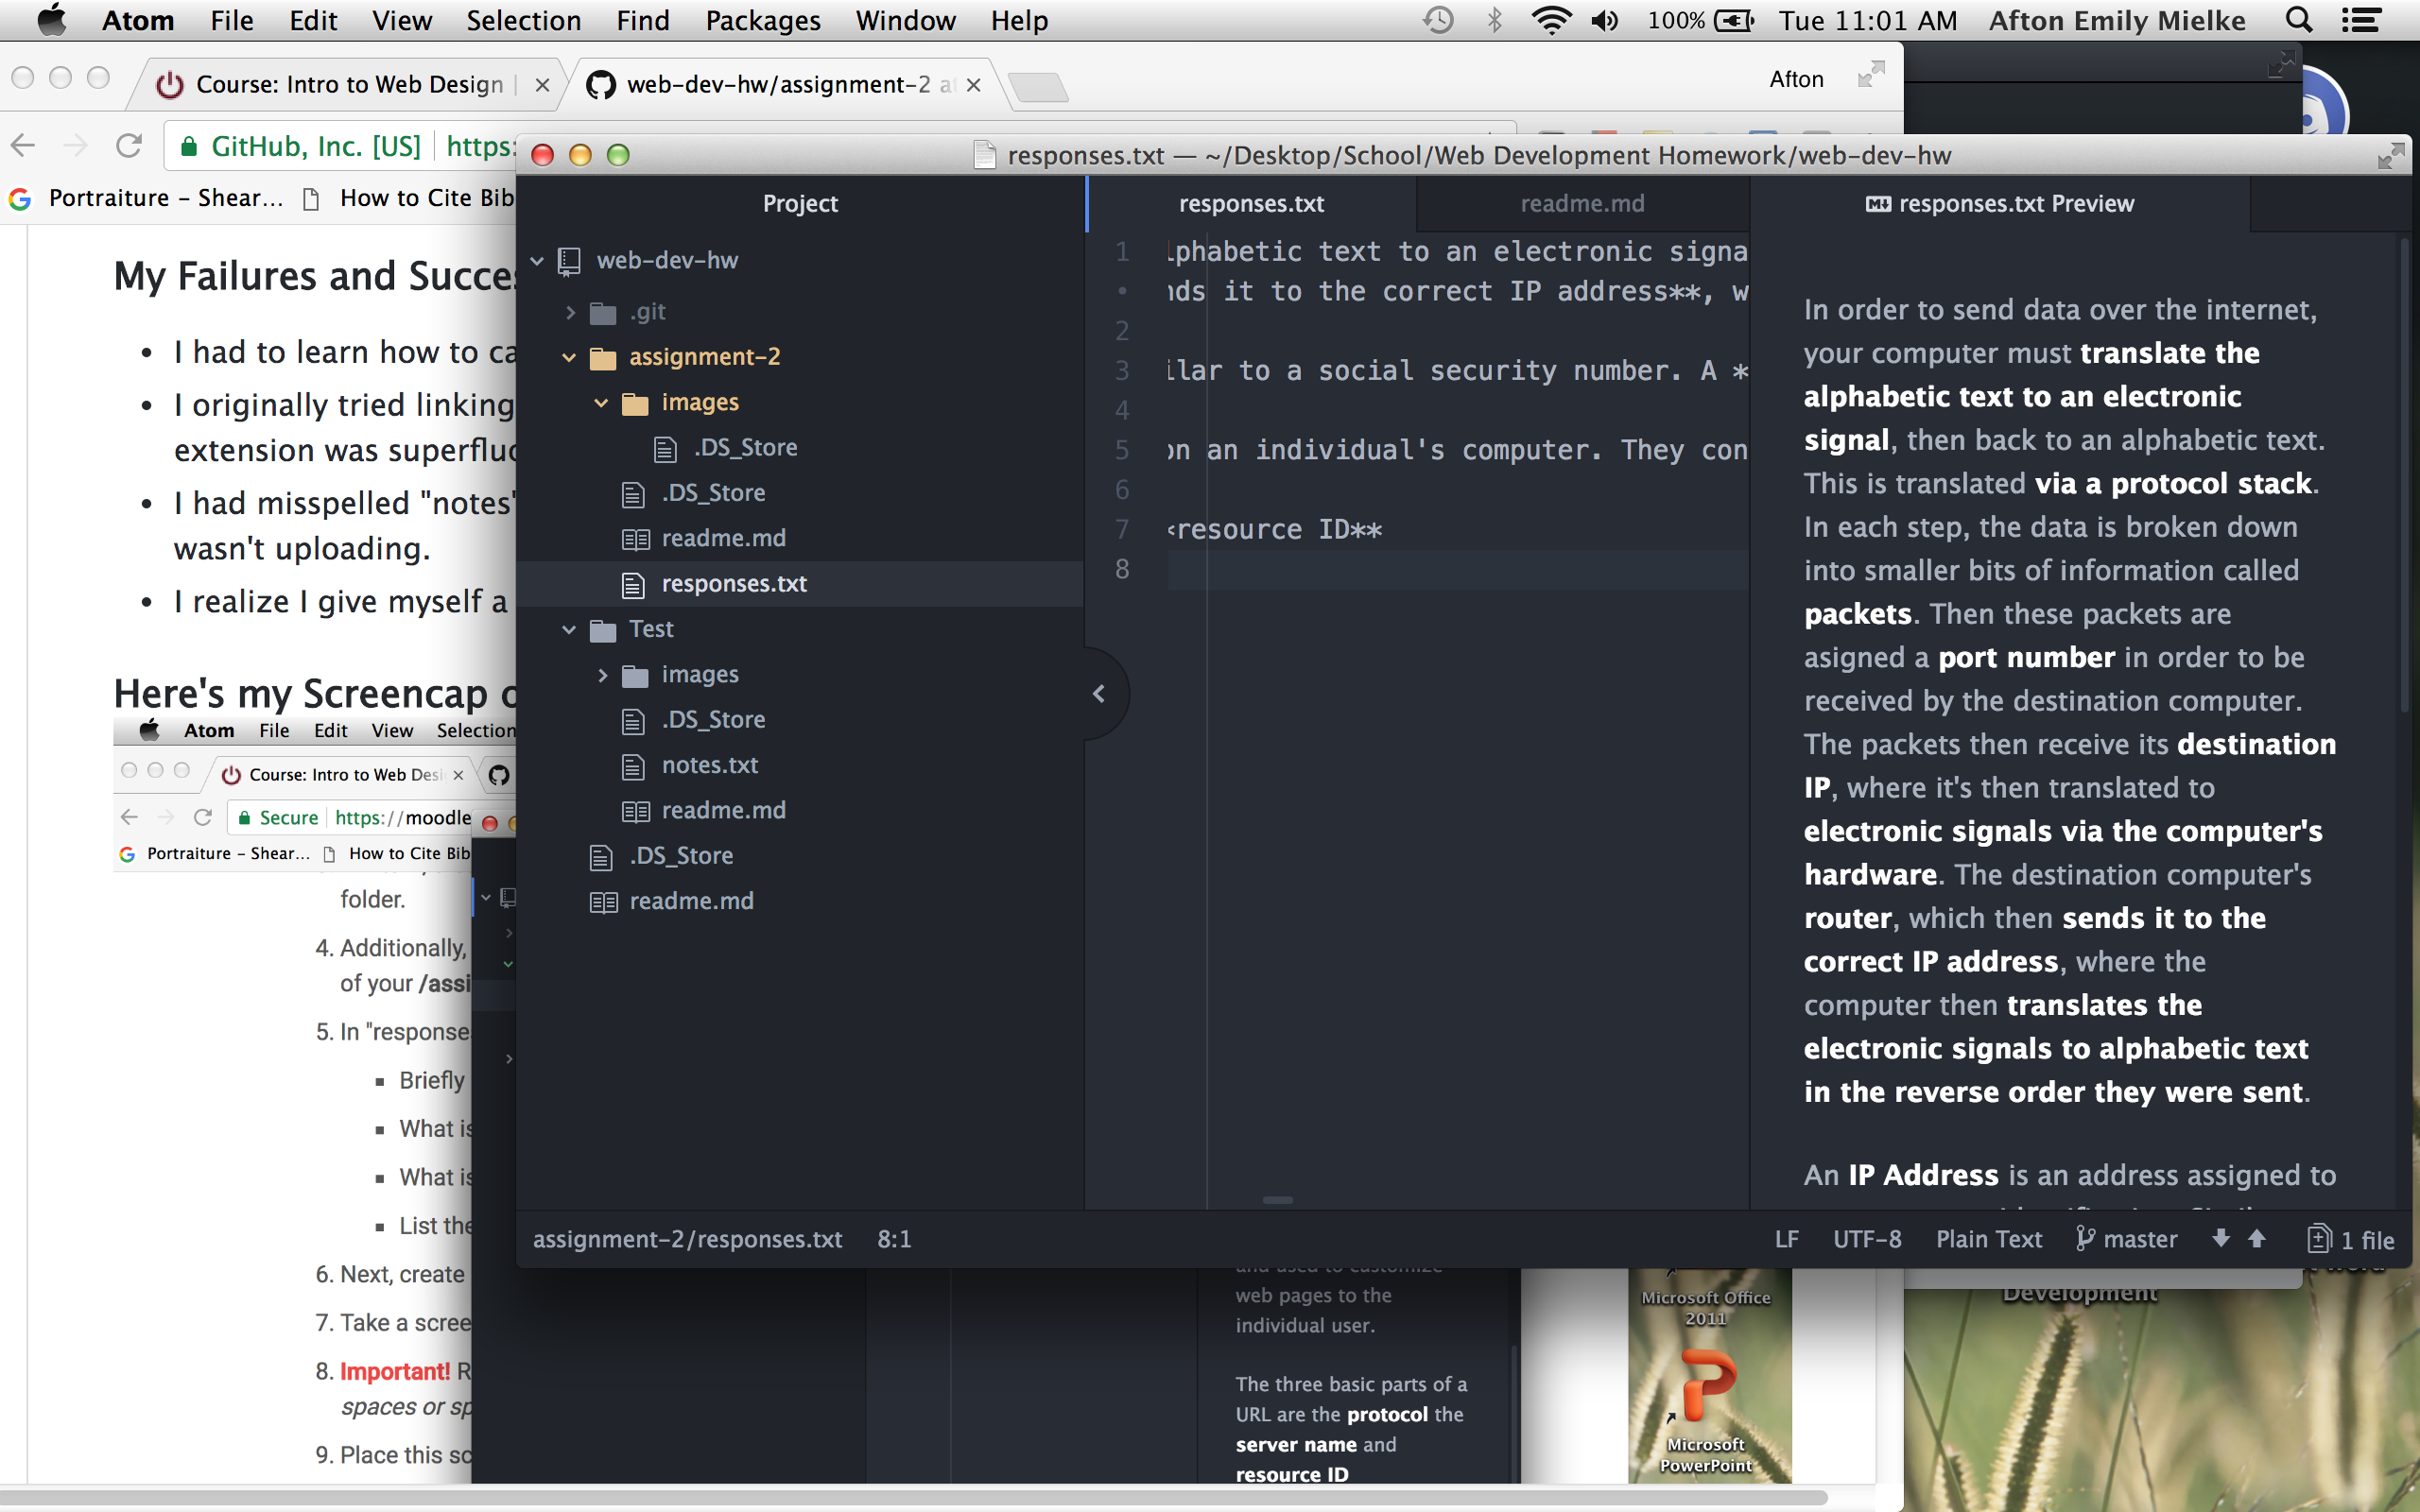 Atom File Edit View Selection Find Packages Window Help 100% Tue 11:01 AM Afton Emily Mielke
Course: Intro to Web Design
web-dev-hw/assignment-2
Afton
GitHub, Inc. [US] https:
Portraiture – Shear... How to Cite Bib
My Failures and
I had to learn how to
I originally tried linking
extension was
I had misspelled "notes"
wasn't uploading.
I realize I give myself a
Here's my Screencap
Atom File Edit View Selection
Course: Intro to Web
Secure https://moodle
Portraiture – Shear... How to Cite Bib
folder.
4. Additionally,
of your /assi
5. In "response
Briefly
What
What
List
6. Next, create
7. Take a
8. Important!
spaces or
9. Place this
responses.txt — ~/Desktop/School/Web Development Homework/web-dev-hw
Project
web-dev-hw
.git
assignment-2
images
.DS_Store
.DS_Store
readme.md
responses.txt
Test
images
.DS_Store
notes.txt
readme.md
.DS_Store
readme.md
responses.txt readme.md
1 lphabetic text to an electronic signa
• nds it to the correct IP address**, w
2
3 ilar to a social security number. A *
4
5 on an individual's computer. They con
6
7 resource ID**
8
responses.txt Preview
In order to send data over the internet,
your computer must translate the
alphabetic text to an electronic
signal, then back to an alphabetic text.
This is translated via a protocol stack.
In each step, the data is broken down
into smaller bits of information called
packets. Then these packets are
asigned a port number in order to be
received by the destination computer.
The packets then receive its destination
IP, where it's then translated to
electronic signals via the computer's
hardware. The destination computer's
router, which then sends it to the
correct IP address, where the
computer then translates the
electronic signals to alphabetic text
in the reverse order they were sent.
An IP Address is an address assigned to
assignment-2/responses.txt 8:1 LF UTF-8 Plain Text master 1 file
and used to customize
web pages to the
individual user.
The three basic parts of a
URL are the protocol the
server name and
resource ID
Microsoft Office
2011
Microsoft
PowerPoint
Development